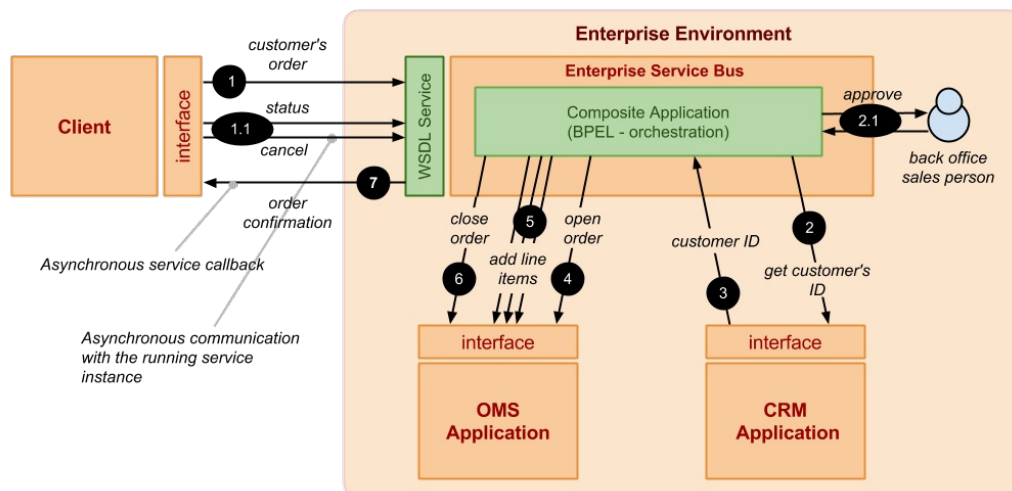 Enterprise Environment
customer's
order
1
Enterprise Service Bus
Client
interface
status
1.1
cancel
WSDL Service
Composite Application
(BPEL - orchestration)
approve
2.1
back office
sales person
7
order
confirmation
close
order
5
open
order
customer ID
2
add line
items
get customer's
ID
6
4
3
Asynchronous service callback
Asynchronous communication
with the running service
instance
interface
interface
OMS
Application
CRM
Application